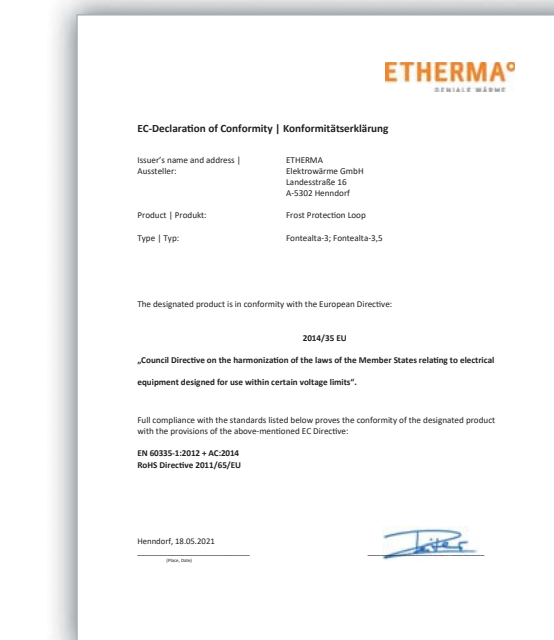 ETHERMA°
GENIALE WÄRME
EC-Declaration of Conformity | Konformitätserklärung
Issuer's name and address | ETHERMA
Aussteller: Elektrowärme GmbH
Landesstraße 16
A-5302 Henndorf
Product | Produkt: Frost Protection Loop
Type | Typ: Fontealta-3; Fontealta-3,5
The designated product is in conformity with the European Directive:
2014/35 EU
„Council Directive on the harmonization of the laws of the Member States relating to electrical
equipment designed for use within certain voltage limits“.
Full compliance with the standards listed below proves the conformity of the designated product
with the provisions of the above-mentioned EC Directive:
EN 60335-1:2012 + AC:2014
RoHS Directive 2011/65/EU
Henndorf, 18.05.2021
(Place, Date)